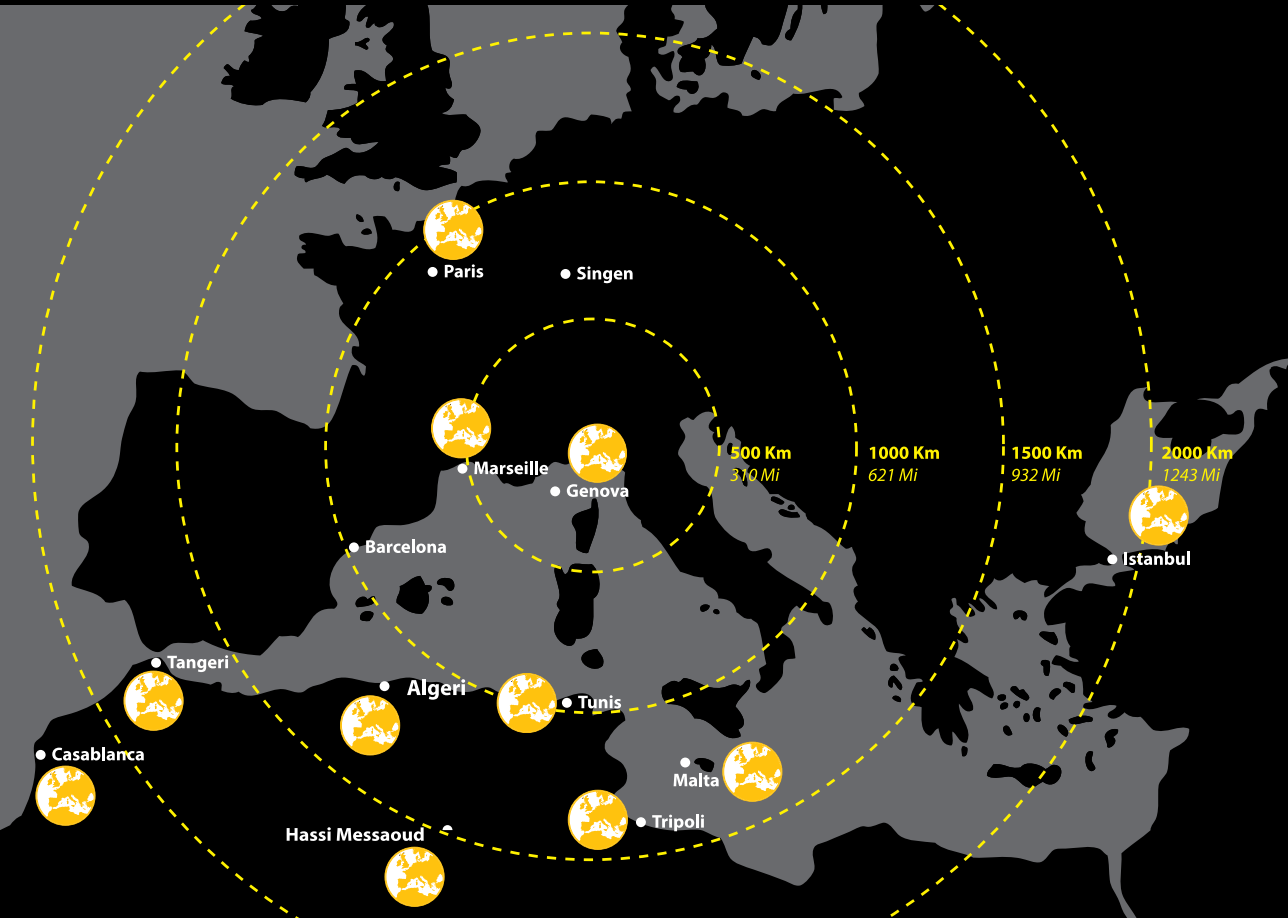 Paris
Singen
500 Km
310 Mi
1000 Km
621 Mi
1500 Km
932 Mi
2000 Km
1243 Mi
Marseille
Genova
Barcelona
Istanbul
Tangeri
Algeri
Tunis
Casablanca
Malta
Tripoli
Hassi Messaoud